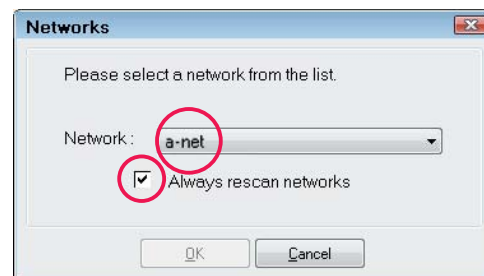 Networks
Please select a network from the list.
Network :
a-net
Always rescan networks
OK
Cancel